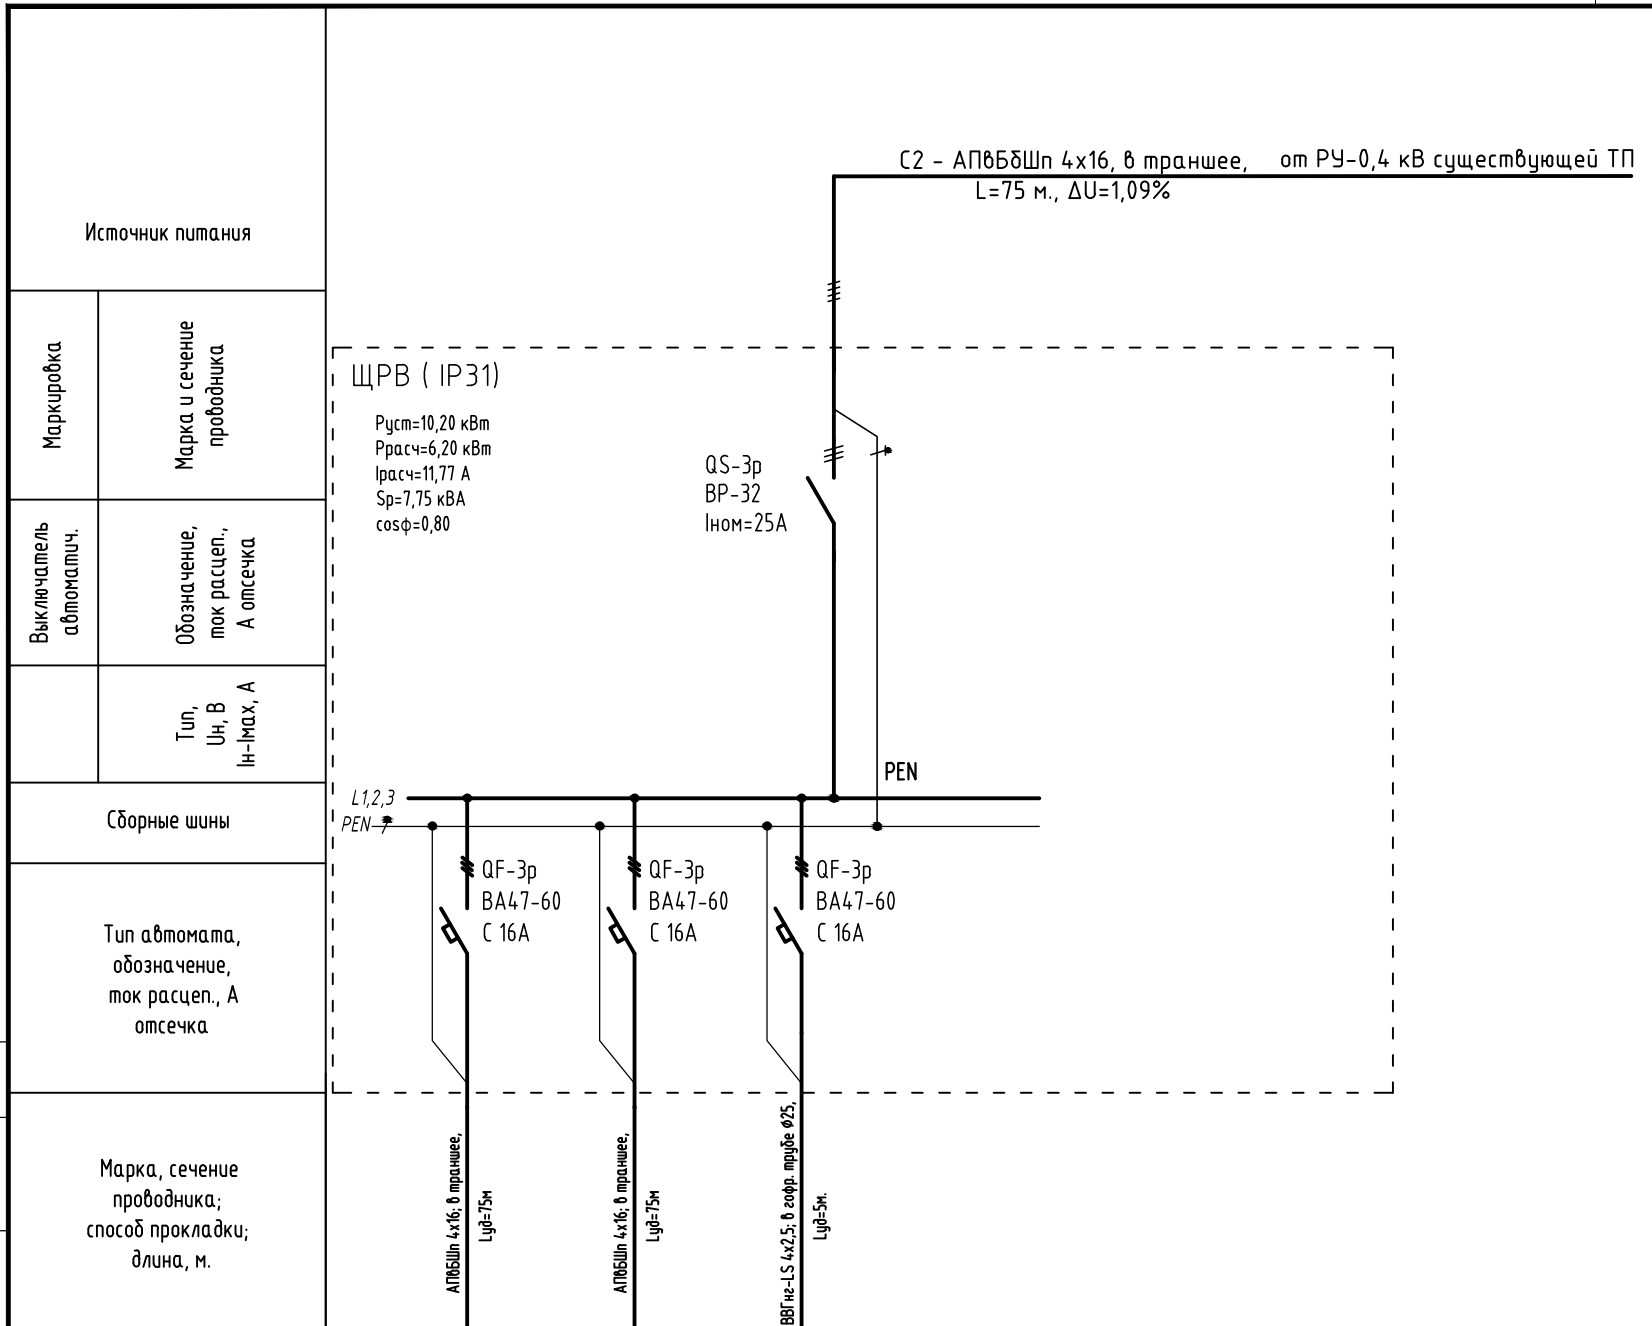 С2 - АПвБбШп 4х16, в траншее, от РУ-0,4 кВ существующей ТП
L=75 м., ΔU=1,09%
Источник питания
Маркировка
Марка и сечение
проводника
ЩРВ ( IP31)
Руст=10,20 кВт
Ррасч=6,20 кВт
Iрасч=11,77 А
Sр=7,75 кВА
cosφ=0,80
QS-3р
ВР-32
Iном=25А
Выключатель
автоматич.
Обозначение,
ток расцеп.,
А отсечка
Тип,
Uн, В
Iн-Imax, А
PEN
L1,2,3
PEN
Сборные шины
QF-3р
ВА47-60
С 16А
QF-3р
ВА47-60
С 16А
QF-3р
ВА47-60
С 16А
Тип автомата,
обозначение,
ток расцеп., А
отсечка
Марка, сечение
проводника;
способ прокладки;
длина, м.
АПвБШп 4х16; в траншее,
Lуд=75м
АПвБШп 4х16; в траншее,
Lуд=75м
ВВГнг-LS 4х2,5; в гофр. трубе Ø25,
Lуд=5м.